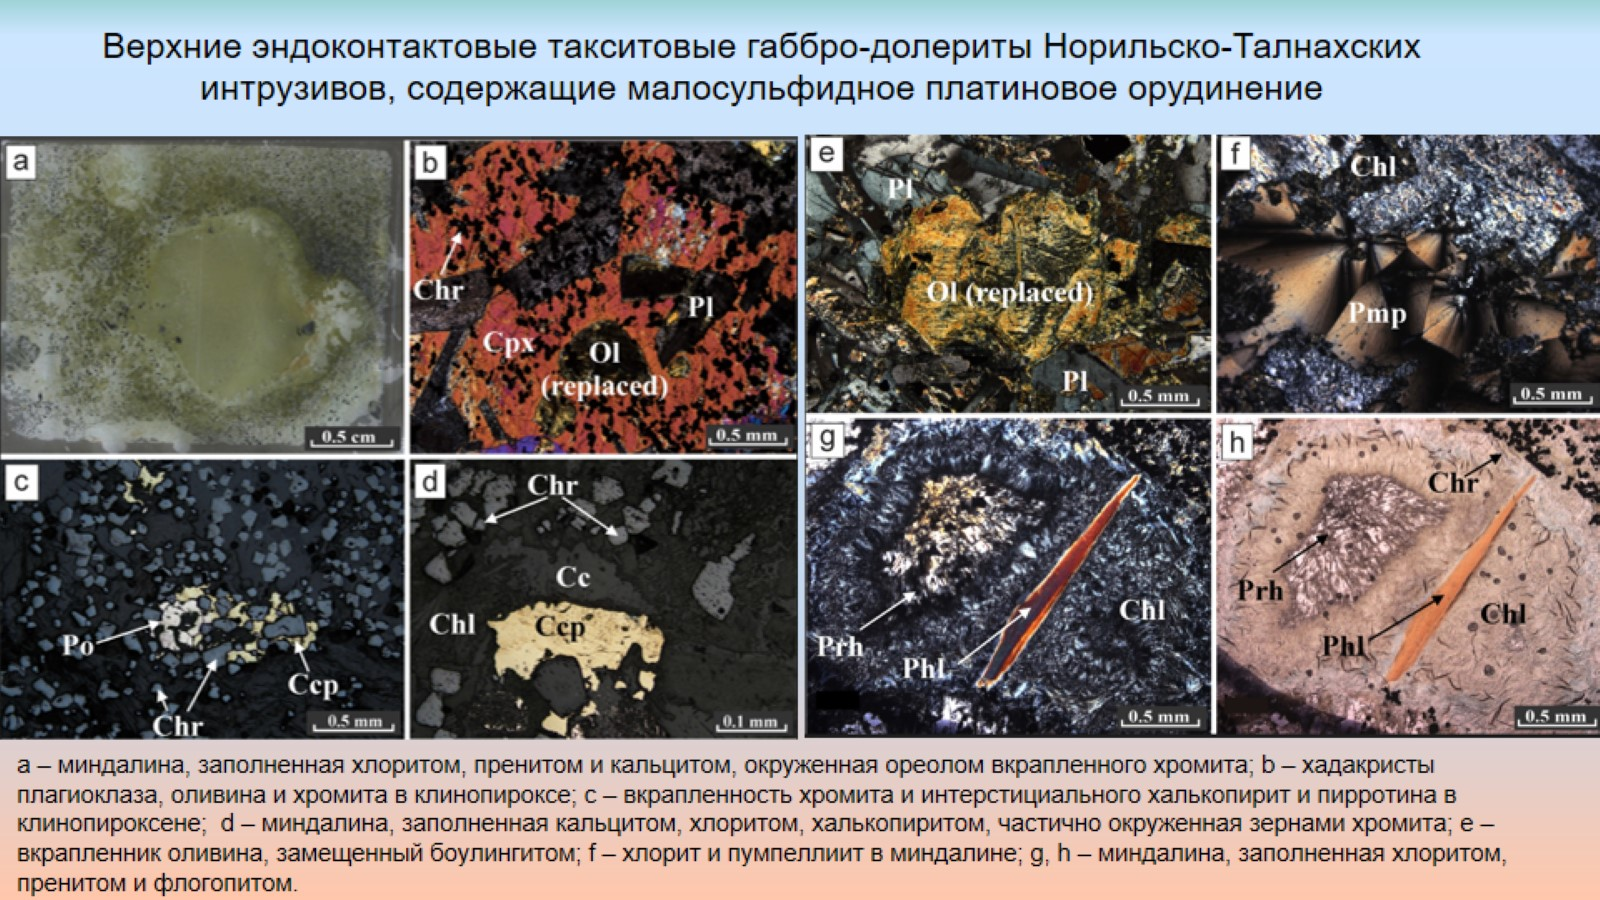 Верхние эндоконтактовые такситовые габбро-долериты Норильско-Талнахских
интрузивов, содержащие малосульфидное платиновое орудинение
a
0.5 cm
b
Chr
Cpx
Pl
Ol
(replaced)
0.5 mm
c
Po
Chr
Ccp
0.5 mm
d
Chr
Cc
Chl
Ccp
0.1 mm
e
Pl
Ol (replaced)
Pl
0.5 mm
f
Chl
Pmp
0.5 mm
g
Prh
PhL
Chl
0.5 mm
h
Chr
Prh
Phl
Chl
0.5 mm
a – миндалина, заполненная хлоритом, пренитом и кальцитом, окруженная ореолом вкрапленного хромита; b – хадакристы
плагиоклаза, оливина и хромита в клинопироксе; c – вкрапленность хромита и интерстициального халькопирит и пирротина в
клинопироксене; d – миндалина, заполненная кальцитом, хлоритом, халькопиритом, частично окруженная зернами хромита; e –
вкрапленник оливина, замещенный боулингитом; f – хлорит и пумпеллиит в миндалине; g, h – миндалина, заполненная хлоритом,
пренитом и флогопитом.